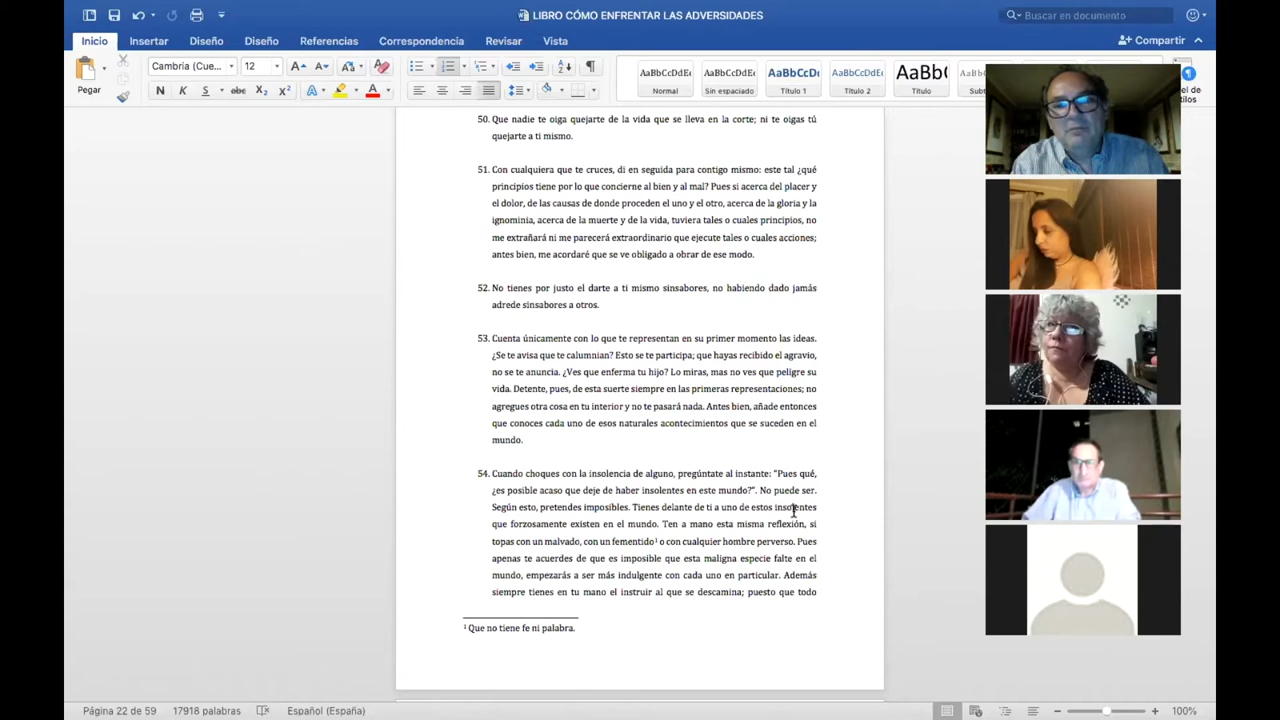 LIBRO CÓMO ENFRENTAR LAS ADVERSIDADES
Buscar en documento
Inicio Insertar Diseño Diseño Referencias Correspondencia Revisar Vista
Compartir
Pegar
Cambria (Cue... 12
N K S abc X₂ X² A A
AaBbCcDdEe AaBbCcDdEe AaBbCcDc AaBbCcDdEe AaBbC AaBbCcDdE
Normal Sin espaciado Título 1 Título 2 Título
50. Que nadie te oiga quejarte de la vida que se lleva en la corte; ni te oigas tú
quejarte a ti mismo.
51. Con cualquiera que te cruces, di en seguida para contigo mismo: este tal ¿qué
principios tiene por lo que concierne al bien y al mal? Pues si acerca del placer y
el dolor, de las causas de donde proceden el uno y el otro, acerca de la gloria y la
ignominia, acerca de la muerte y de la vida, tuviera tales o cuales principios, no
me extrañará ni me parecerá extraordinario que ejecute tales o cuales acciones;
antes bien, me acordaré que se ve obligado a obrar de ese modo.
52. No tienes por justo el darte a ti mismo sinsabores, no habiendo dado jamás
adrede sinsabores a otros.
53. Cuenta únicamente con lo que te representan en su primer momento las ideas.
¿Se te avisa que te calumnian? Esto se te participa; que hayas recibido el agravio,
no se te anuncia. ¿Ves que enferma tu hijo? Lo miras, mas no ves que peligre su
vida. Detente, pues, de esta suerte siempre en las primeras representaciones; no
agregues otra cosa en tu interior y no te pasará nada. Antes bien, añade entonces
que conoces cada uno de esos naturales acontecimientos que se suceden en el
mundo.
54. Cuando choques con la insolencia de alguno, pregúntate al instante: “Pues qué,
¿es posible acaso que deje de haber insolentes en este mundo?”. No puede ser.
Según esto, pretendes imposibles. Tienes delante de ti a uno de estos insolentes
que forzosamente existen en el mundo. Ten a mano esta misma reflexión, si
topas con un malvado, con un fementido¹ o con cualquier hombre perverso. Pues
apenas te acuerdes de que es imposible que esta maligna especie falte en el
mundo, empezarás a ser más indulgente con cada uno en particular. Además
siempre tienes en tu mano el instruir al que se descamina; puesto que todo
¹ Que no tiene fe ni palabra.
Página 22 de 59 17918 palabras Español (España) 100%